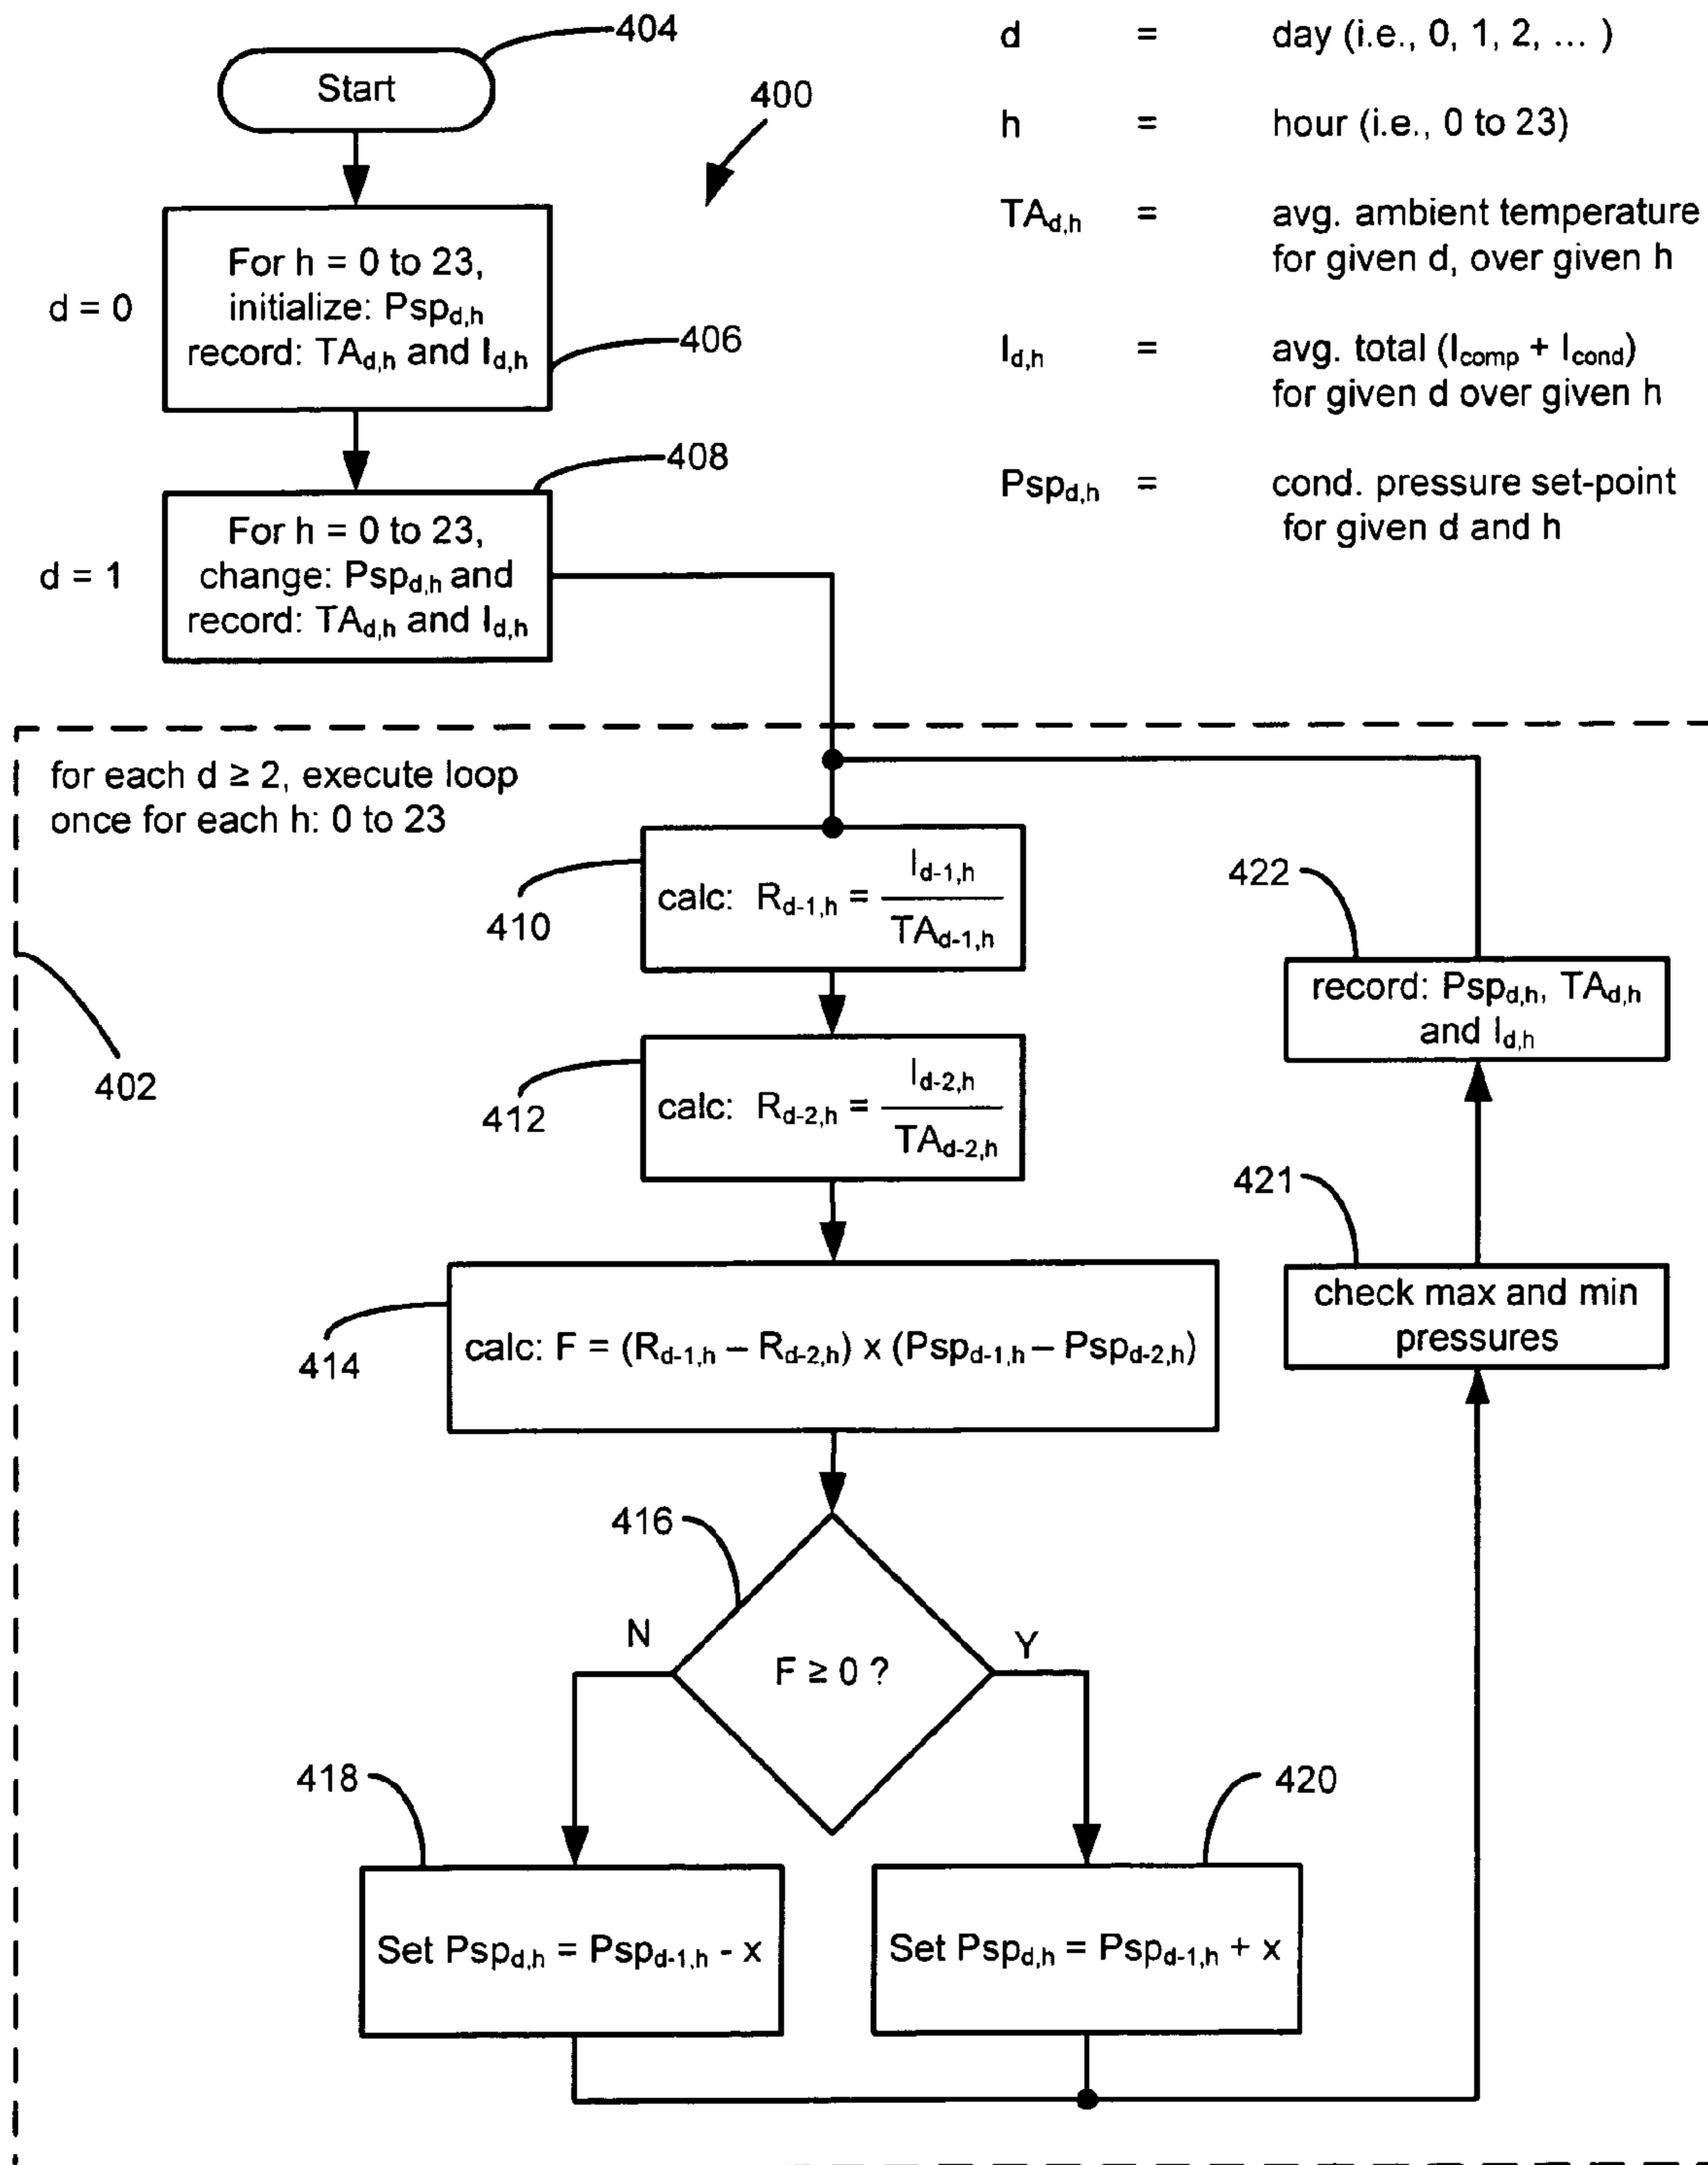 404
Start
400
d = day (i.e., 0, 1, 2, ... )
h = hour (i.e., 0 to 23)
TAd,h = avg. ambient temperature
for given d, over given h
Id,h = avg. total (Icomp + Icond)
for given d over given h
Pspd,h = cond. pressure set-point
for given d and h
d = 0
For h = 0 to 23,
initialize: Pspd,h
record: TAd,h and Id,h
406
408
d = 1
For h = 0 to 23,
change: Pspd,h and
record: TAd,h and Id,h
for each d ≥ 2, execute loop
once for each h: 0 to 23
402
410
calc: Rd-1,h = Id-1,h / TAd-1,h
412
calc: Rd-2,h = Id-2,h / TAd-2,h
414
calc: F = (Rd-1,h – Rd-2,h) x (Pspd-1,h – Pspd-2,h)
416
N
F ≥ 0 ?
Y
418
Set Pspd,h = Pspd-1,h - x
420
Set Pspd,h = Pspd-1,h + x
421
check max and min
pressures
422
record: Pspd,h, TAd,h
and Id,h